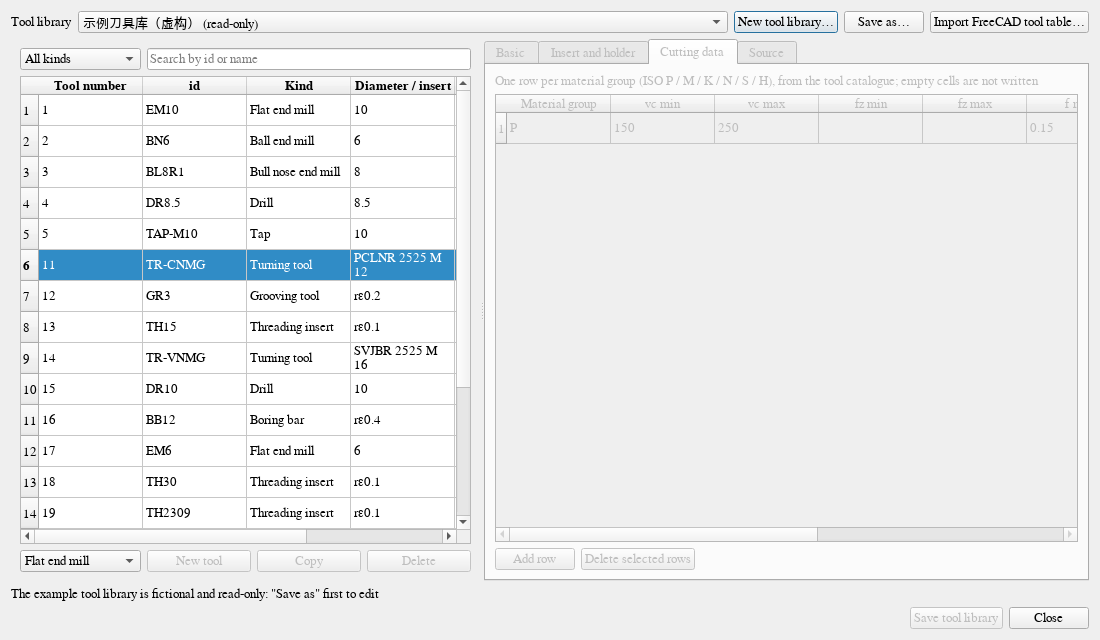 Tool library 示例刀具库（虚构） (read-only) New tool library... Save as... Import FreeCAD tool table...
All kinds Search by id or name
Tool number id Kind Diameter / insert
1 1 EM10 Flat end mill 10
2 2 BN6 Ball end mill 6
3 3 BL8R1 Bull nose end mill 8
4 4 DR8.5 Drill 8.5
5 5 TAP-M10 Tap 10
6 11 TR-CNMG Turning tool PCLNR 2525 M 12
7 12 GR3 Grooving tool rε0.2
8 13 TH15 Threading insert rε0.1
9 14 TR-VNMG Turning tool SVJBR 2525 M 16
10 15 DR10 Drill 10
11 16 BB12 Boring bar rε0.4
12 17 EM6 Flat end mill 6
13 18 TH30 Threading insert rε0.1
14 19 TH2309 Threading insert rε0.1
Flat end mill New tool Copy Delete
Basic Insert and holder Cutting data Source
One row per material group (ISO P / M / K / N / S / H), from the tool catalogue; empty cells are not written
Material group vc min vc max fz min fz max
1 P 150 250 0.15
Add row Delete selected rows
The example tool library is fictional and read-only: "Save as" first to edit
Save tool library Close